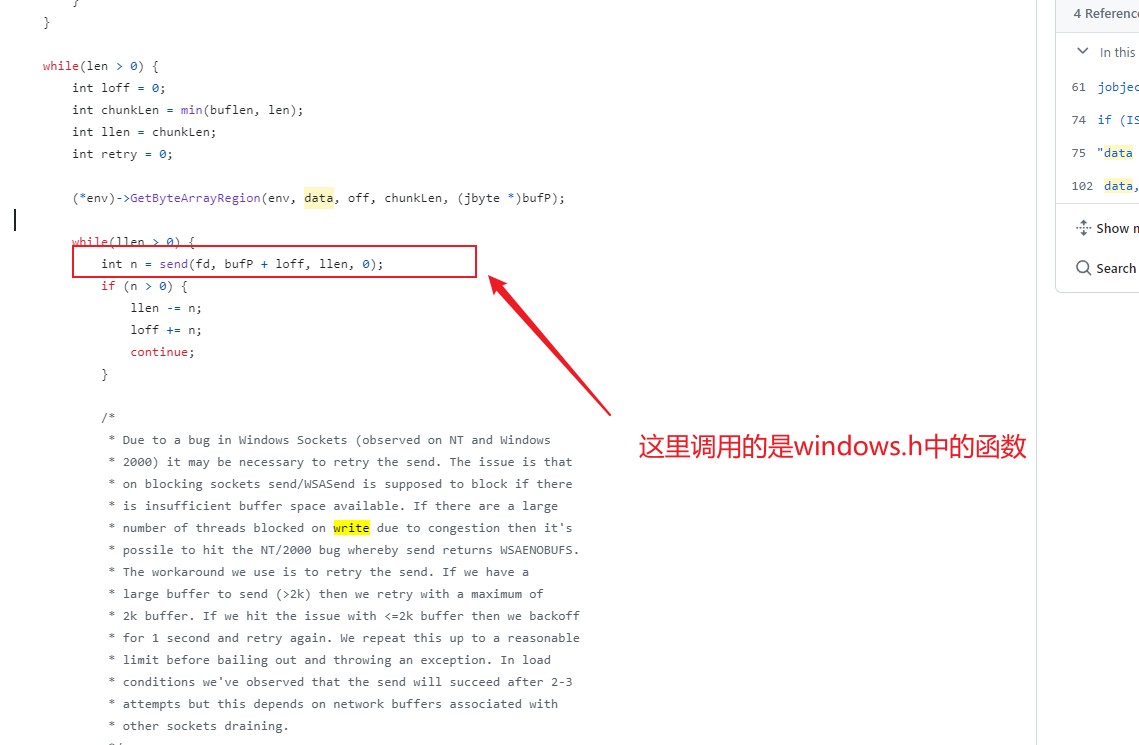 }
}
while(len > 0) {
int loff = 0;
int chunkLen = min(buflen, len);
int llen = chunkLen;
int retry = 0;
(*env)->GetByteArrayRegion(env, data, off, chunkLen, (jbyte *)bufP);
while(llen > 0) {
int n = send(fd, bufP + loff, llen, 0);
if (n > 0) {
llen -= n;
loff += n;
continue;
}
/*
* Due to a bug in Windows Sockets (observed on NT and Windows
* 2000) it may be necessary to retry the send. The issue is that
* on blocking sockets send/WSASend is supposed to block if there
* is insufficient buffer space available. If there are a large
* number of threads blocked on write due to congestion then it's
* possile to hit the NT/2000 bug whereby send returns WSAENOBUFS.
* The workaround we use is to retry the send. If we have a
* large buffer to send (>2k) then we retry with a maximum of
* 2k buffer. If we hit the issue with <=2k buffer then we backoff
* for 1 second and retry again. We repeat this up to a reasonable
* limit before bailing out and throwing an exception. In load
* conditions we've observed that the send will succeed after 2-3
* attempts but this depends on network buffers associated with
* other sockets draining.
这里调用的是windows.h中的函数
4 Reference
In this
61 jobjec
74 if (IS
75 "data
102 data,
Show m
Search